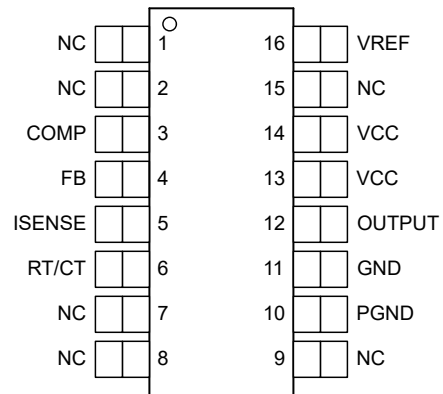 NC 1 16 VREF
NC 2 15 NC
COMP 3 14 VCC
FB 4 13 VCC
ISENSE 5 12 OUTPUT
RT/CT 6 11 GND
NC 7 10 PGND
NC 8 9 NC